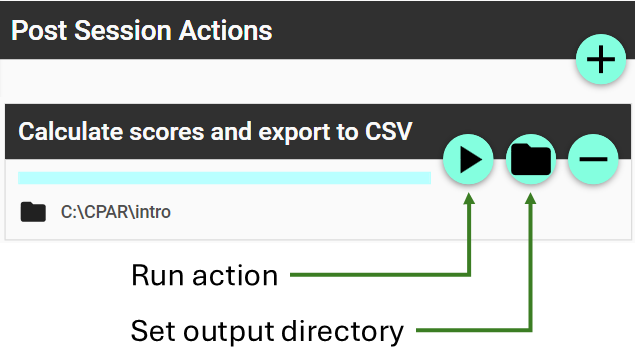 Post Session Actions
Calculate scores and export to CSV
C:\CPAR\intro
Run action
Set output directory